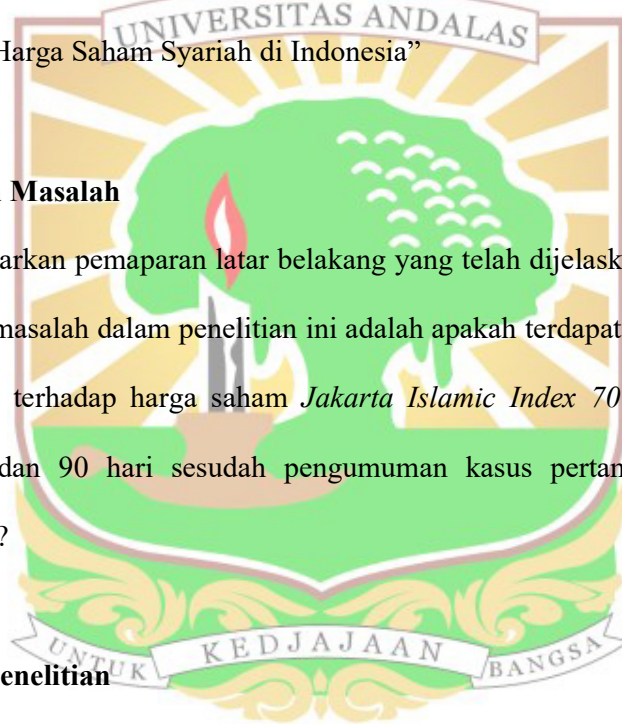 UNIVERSITAS ANDALAS
Harga Saham Syariah di Indonesia”
Masalah
arkan pemaparan latar belakang yang telah dijelask
masalah dalam penelitian ini adalah apakah terdapat
terhadap harga saham Jakarta Islamic Index 70
dan 90 hari sesudah pengumuman kasus pertam
?
UNTUK KEDJAJAAN BANGSA
enelitian